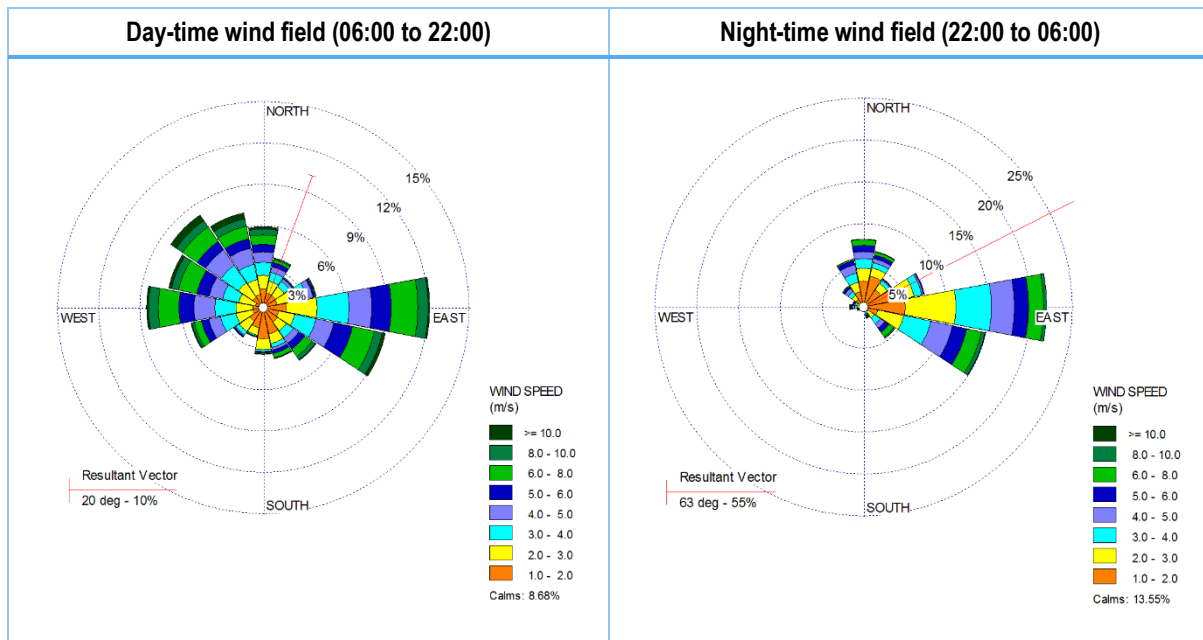 Day-time wind field (06:00 to 22:00)
Night-time wind field (22:00 to 06:00)
NORTH
15%
12%
9%
6%
3%
WEST
EAST
SOUTH
WIND SPEED
(m/s)
>= 10.0
8.0 - 10.0
6.0 - 8.0
5.0 - 6.0
4.0 - 5.0
3.0 - 4.0
2.0 - 3.0
1.0 - 2.0
Calms: 8.68%
Resultant Vector
20 deg - 10%
NORTH
25%
20%
15%
10%
5%
WEST
EAST
SOUTH
WIND SPEED
(m/s)
>= 10.0
8.0 - 10.0
6.0 - 8.0
5.0 - 6.0
4.0 - 5.0
3.0 - 4.0
2.0 - 3.0
1.0 - 2.0
Calms: 13.55%
Resultant Vector
63 deg - 55%